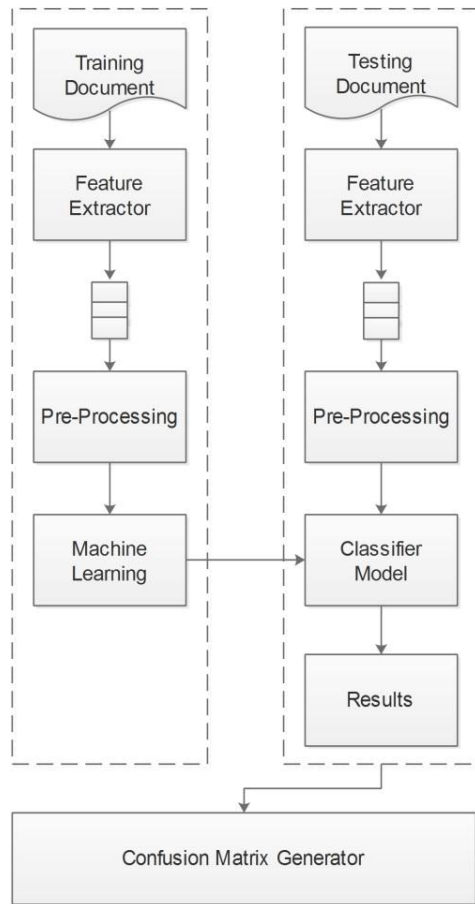 Training
Document
Feature
Extractor
Pre-Processing
Machine
Learning
Testing
Document
Feature
Extractor
Pre-Processing
Classifier
Model
Results
Confusion Matrix Generator